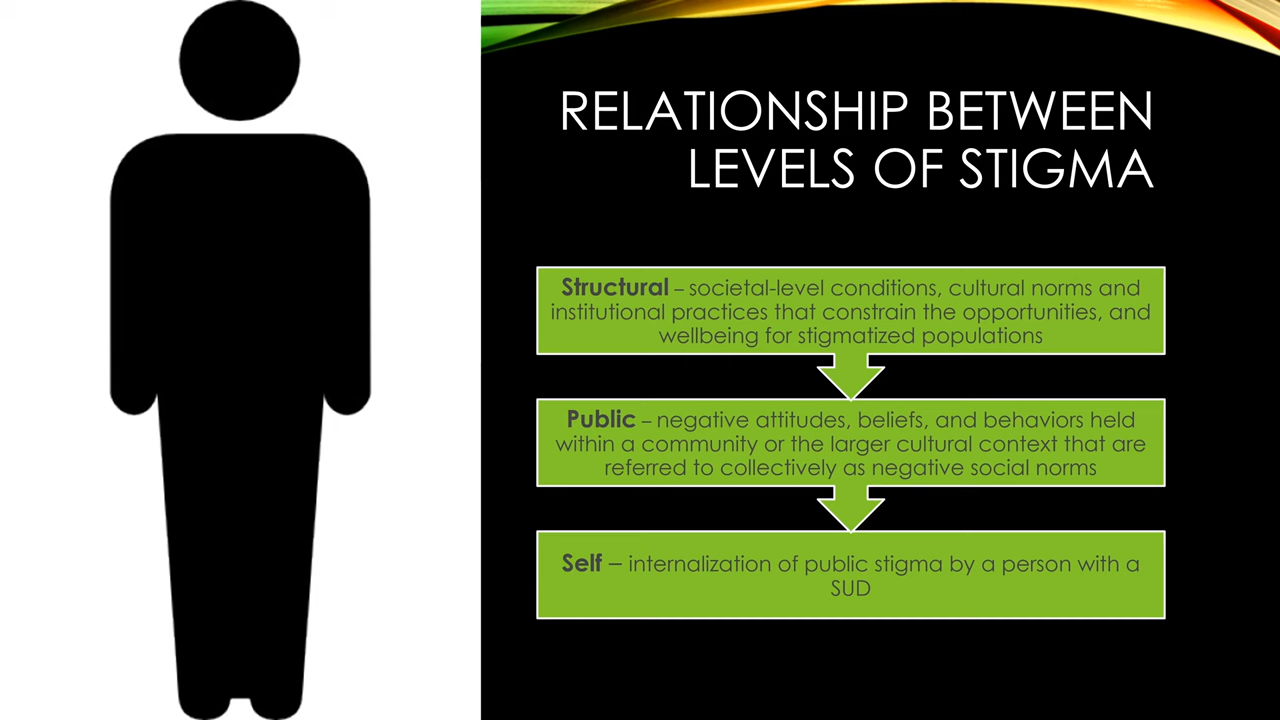 RELATIONSHIP BETWEEN
LEVELS OF STIGMA
Structural – societal-level conditions, cultural norms and
institutional practices that constrain the opportunities, and
wellbeing for stigmatized populations
Public – negative attitudes, beliefs, and behaviors held
within a community or the larger cultural context that are
referred to collectively as negative social norms
Self – internalization of public stigma by a person with a
SUD